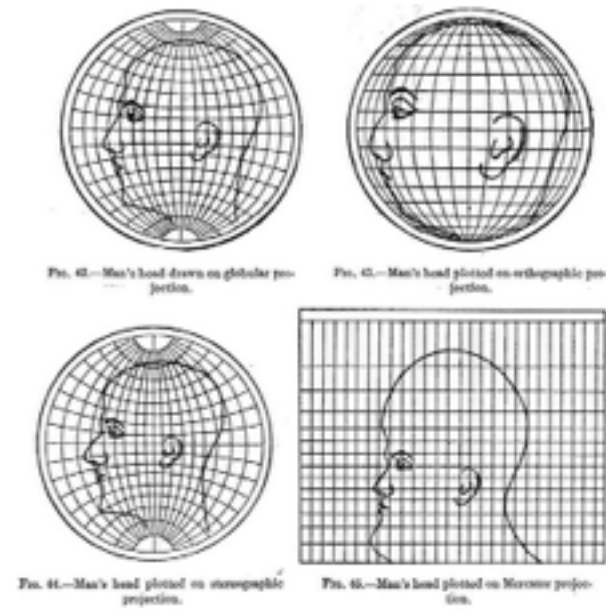 FIG. 42.—Man's head drawn on globular pro-
jection.
FIG. 43.—Man's head plotted on orthographic pro-
jection.
FIG. 44.—Man's head plotted on stereographic
projection.
FIG. 45.—Man's head plotted on Mercator projec-
tion.